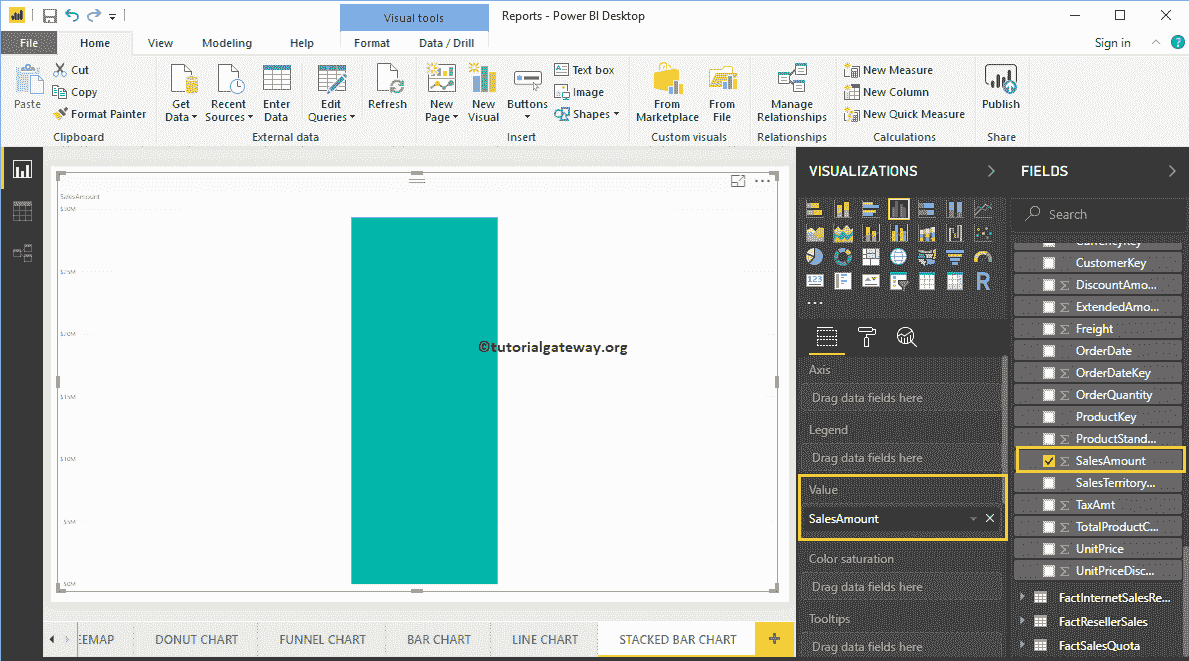 Visual tools
Reports - Power BI Desktop
File
Home
View
Modeling
Help
Format
Data / Drill
Sign in
?
Paste
Cut
Copy
Format Painter
Clipboard
Get
Data
Recent
Sources
Enter
Data
Edit
Queries
External data
Refresh
New
Page
New
Visual
Buttons
Text box
Image
Shapes
Insert
From
Marketplace
From
File
Custom visuals
Manage
Relationships
Relationships
New Measure
New Column
New Quick Measure
Calculations
Publish
Share
SalesAmount
$30M
$25M
$20M
$15M
$10M
$5M
$0M
©tutorialgateway.org
VISUALIZATIONS
123
R
Axis
Drag data fields here
Legend
Drag data fields here
Value
SalesAmount
Color saturation
Drag data fields here
Tooltips
Drag data fields here
FIELDS
Search
CurrencyKey
CustomerKey
DiscountAmo...
ExtendedAmo...
Freight
OrderDate
OrderDateKey
OrderQuantity
ProductKey
ProductStand...
SalesAmount
SalesTerritory...
TaxAmt
TotalProductC...
UnitPrice
UnitPriceDisc...
FactInternetSalesRe...
FactResellerSales
FactSalesQuota
EEMAP
DONUT CHART
FUNNEL CHART
BAR CHART
LINE CHART
STACKED BAR CHART
+